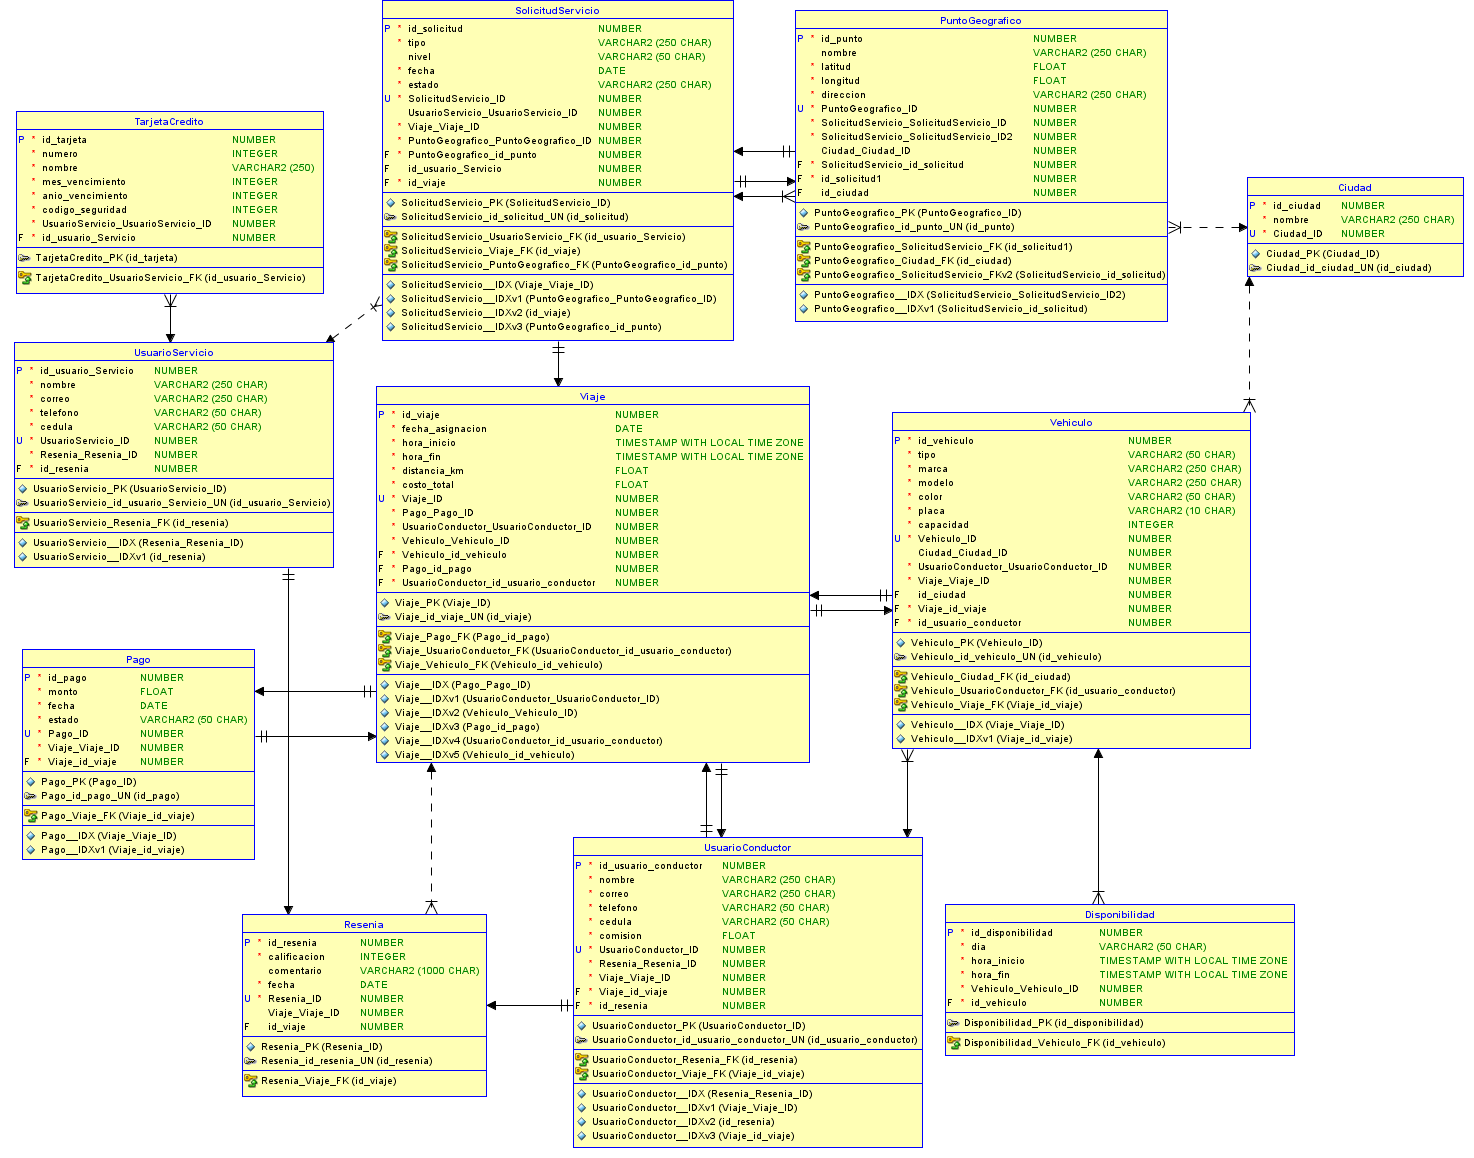 SolicitudServicio
P * id_solicitud NUMBER
* tipo VARCHAR2 (250 CHAR)
nivel VARCHAR2 (50 CHAR)
* fecha DATE
* estado VARCHAR2 (250 CHAR)
U * SolicitudServicio_ID NUMBER
UsuarioServicio_UsuarioServicio_ID NUMBER
* Viaje_Viaje_ID NUMBER
* PuntoGeografico_PuntoGeografico_ID NUMBER
F * PuntoGeografico_id_punto NUMBER
F id_usuario_Servicio NUMBER
F * id_viaje NUMBER
SolicitudServicio_PK (SolicitudServicio_ID)
SolicitudServicio_id_solicitud_UN (id_solicitud)
SolicitudServicio_UsuarioServicio_FK (id_usuario_Servicio)
SolicitudServicio_Viaje_FK (id_viaje)
SolicitudServicio_PuntoGeografico_FK (PuntoGeografico_id_punto)
SolicitudServicio__IDX (Viaje_Viaje_ID)
SolicitudServicio__IDXv1 (PuntoGeografico_PuntoGeografico_ID)
SolicitudServicio__IDXv2 (id_viaje)
SolicitudServicio__IDXv3 (PuntoGeografico_id_punto)
PuntoGeografico
P * id_punto NUMBER
nombre VARCHAR2 (250 CHAR)
* latitud FLOAT
* longitud FLOAT
* direccion VARCHAR2 (250 CHAR)
U * PuntoGeografico_ID NUMBER
* SolicitudServicio_SolicitudServicio_ID NUMBER
* SolicitudServicio_SolicitudServicio_ID2 NUMBER
Ciudad_Ciudad_ID NUMBER
F * SolicitudServicio_id_solicitud NUMBER
F * id_solicitud1 NUMBER
F id_ciudad NUMBER
PuntoGeografico_PK (PuntoGeografico_ID)
PuntoGeografico_id_punto_UN (id_punto)
PuntoGeografico_SolicitudServicio_FK (id_solicitud1)
PuntoGeografico_Ciudad_FK (id_ciudad)
PuntoGeografico_SolicitudServicio_FKv2 (SolicitudServicio_id_solicitud)
PuntoGeografico__IDX (SolicitudServicio_SolicitudServicio_ID2)
PuntoGeografico__IDXv1 (SolicitudServicio_id_solicitud)
TarjetaCredito
P * id_tarjeta NUMBER
* numero INTEGER
* nombre VARCHAR2 (250)
* mes_vencimiento INTEGER
* anio_vencimiento INTEGER
* codigo_seguridad INTEGER
* UsuarioServicio_UsuarioServicio_ID NUMBER
F * id_usuario_Servicio NUMBER
TarjetaCredito_PK (id_tarjeta)
TarjetaCredito_UsuarioServicio_FK (id_usuario_Servicio)
Ciudad
P * id_ciudad NUMBER
* nombre VARCHAR2 (250 CHAR)
U * Ciudad_ID NUMBER
Ciudad_PK (Ciudad_ID)
Ciudad_id_ciudad_UN (id_ciudad)
UsuarioServicio
P * id_usuario_Servicio NUMBER
* nombre VARCHAR2 (250 CHAR)
* correo VARCHAR2 (250 CHAR)
* telefono VARCHAR2 (50 CHAR)
* cedula VARCHAR2 (50 CHAR)
U * UsuarioServicio_ID NUMBER
* Resenia_Resenia_ID NUMBER
F * id_resenia NUMBER
UsuarioServicio_PK (UsuarioServicio_ID)
UsuarioServicio_id_usuario_Servicio_UN (id_usuario_Servicio)
UsuarioServicio_Resenia_FK (id_resenia)
UsuarioServicio__IDX (Resenia_Resenia_ID)
UsuarioServicio__IDXv1 (id_resenia)
Viaje
P * id_viaje NUMBER
* fecha_asignacion DATE
* hora_inicio TIMESTAMP WITH LOCAL TIME ZONE
* hora_fin TIMESTAMP WITH LOCAL TIME ZONE
* distancia_km FLOAT
* costo_total FLOAT
U * Viaje_ID NUMBER
* Pago_Pago_ID NUMBER
* UsuarioConductor_UsuarioConductor_ID NUMBER
* Vehiculo_Vehiculo_ID NUMBER
F * Vehiculo_id_vehiculo NUMBER
F * Pago_id_pago NUMBER
F * UsuarioConductor_id_usuario_conductor NUMBER
Viaje_PK (Viaje_ID)
Viaje_id_viaje_UN (id_viaje)
Viaje_Pago_FK (Pago_id_pago)
Viaje_UsuarioConductor_FK (UsuarioConductor_id_usuario_conductor)
Viaje_Vehiculo_FK (Vehiculo_id_vehiculo)
Viaje__IDX (Pago_Pago_ID)
Viaje__IDXv1 (UsuarioConductor_UsuarioConductor_ID)
Viaje__IDXv2 (Vehiculo_Vehiculo_ID)
Viaje__IDXv3 (Pago_id_pago)
Viaje__IDXv4 (UsuarioConductor_id_usuario_conductor)
Viaje__IDXv5 (Vehiculo_id_vehiculo)
Vehiculo
P * id_vehiculo NUMBER
* tipo VARCHAR2 (50 CHAR)
* marca VARCHAR2 (250 CHAR)
* modelo VARCHAR2 (250 CHAR)
* color VARCHAR2 (50 CHAR)
* placa VARCHAR2 (10 CHAR)
* capacidad INTEGER
U * Vehiculo_ID NUMBER
Ciudad_Ciudad_ID NUMBER
* UsuarioConductor_UsuarioConductor_ID NUMBER
* Viaje_Viaje_ID NUMBER
F id_ciudad NUMBER
F * Viaje_id_viaje NUMBER
F * id_usuario_conductor NUMBER
Vehiculo_PK (Vehiculo_ID)
Vehiculo_id_vehiculo_UN (id_vehiculo)
Vehiculo_Ciudad_FK (id_ciudad)
Vehiculo_UsuarioConductor_FK (id_usuario_conductor)
Vehiculo_Viaje_FK (Viaje_id_viaje)
Vehiculo__IDX (Viaje_Viaje_ID)
Vehiculo__IDXv1 (Viaje_id_viaje)
Pago
P * id_pago NUMBER
* monto FLOAT
* fecha DATE
* estado VARCHAR2 (50 CHAR)
U * Pago_ID NUMBER
* Viaje_Viaje_ID NUMBER
F * Viaje_id_viaje NUMBER
Pago_PK (Pago_ID)
Pago_id_pago_UN (id_pago)
Pago_Viaje_FK (Viaje_id_viaje)
Pago__IDX (Viaje_Viaje_ID)
Pago__IDXv1 (Viaje_id_viaje)
Resenia
P * id_resenia NUMBER
* calificacion INTEGER
comentario VARCHAR2 (1000 CHAR)
* fecha DATE
U * Resenia_ID NUMBER
Viaje_Viaje_ID NUMBER
F id_viaje NUMBER
Resenia_PK (Resenia_ID)
Resenia_id_resenia_UN (id_resenia)
Resenia_Viaje_FK (id_viaje)
UsuarioConductor
P * id_usuario_conductor NUMBER
* nombre VARCHAR2 (250 CHAR)
* correo VARCHAR2 (250 CHAR)
* telefono VARCHAR2 (50 CHAR)
* cedula VARCHAR2 (50 CHAR)
* comision FLOAT
U * UsuarioConductor_ID NUMBER
* Resenia_Resenia_ID NUMBER
* Viaje_Viaje_ID NUMBER
F * Viaje_id_viaje NUMBER
F * id_resenia NUMBER
UsuarioConductor_PK (UsuarioConductor_ID)
UsuarioConductor_id_usuario_conductor_UN (id_usuario_conductor)
UsuarioConductor_Resenia_FK (id_resenia)
UsuarioConductor_Viaje_FK (Viaje_id_viaje)
UsuarioConductor__IDX (Resenia_Resenia_ID)
UsuarioConductor__IDXv1 (Viaje_Viaje_ID)
UsuarioConductor__IDXv2 (id_resenia)
UsuarioConductor__IDXv3 (Viaje_id_viaje)
Disponibilidad
P * id_disponibilidad NUMBER
* dia VARCHAR2 (50 CHAR)
* hora_inicio TIMESTAMP WITH LOCAL TIME ZONE
* hora_fin TIMESTAMP WITH LOCAL TIME ZONE
* Vehiculo_Vehiculo_ID NUMBER
F * id_vehiculo NUMBER
Disponibilidad_PK (id_disponibilidad)
Disponibilidad_Vehiculo_FK (id_vehiculo)